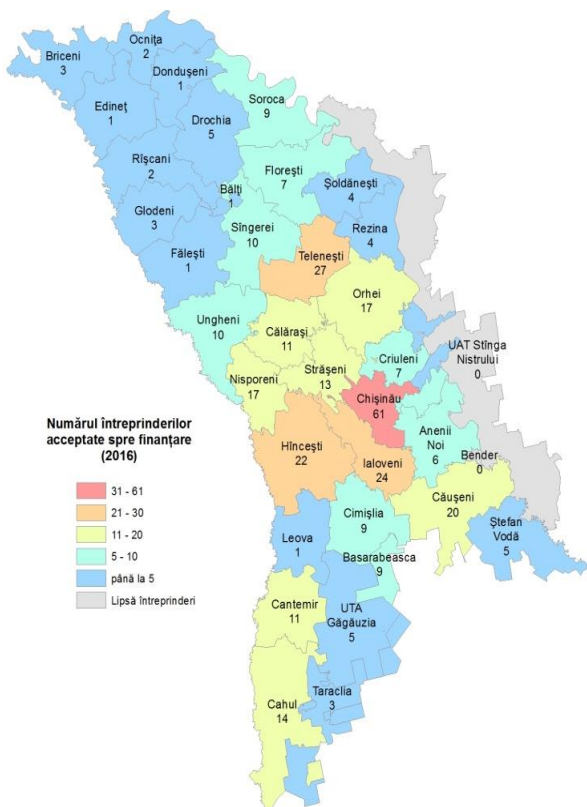 Ocnița
2
Briceni
3
Dondușeni
1
Edineț
1
Drochia
5
Soroca
9
Rîșcani
2
Florești
7
Bălți
1
Șoldănești
4
Glodeni
3
Sîngerei
10
Rezina
4
Fălești
1
Telenești
27
Orhei
17
Ungheni
10
Călărași
11
UAT Stînga
Nistrului
0
Criuleni
7
Strășeni
13
Nisporeni
17
Chișinău
61
Anenii
Noi
6
Hîncești
22
Ialoveni
24
Bender
0
Căușeni
20
Ștefan
Vodă
5
Cimișlia
9
Leova
1
Basarabeasca
9
Cantemir
11
UTA
Găgăuzia
5
Taraclia
3
Cahul
14
Numărul întreprinderilor
acceptate spre finanțare
(2016)
31 - 61
21 - 30
11 - 20
5 - 10
până la 5
Lipsă întreprinderi